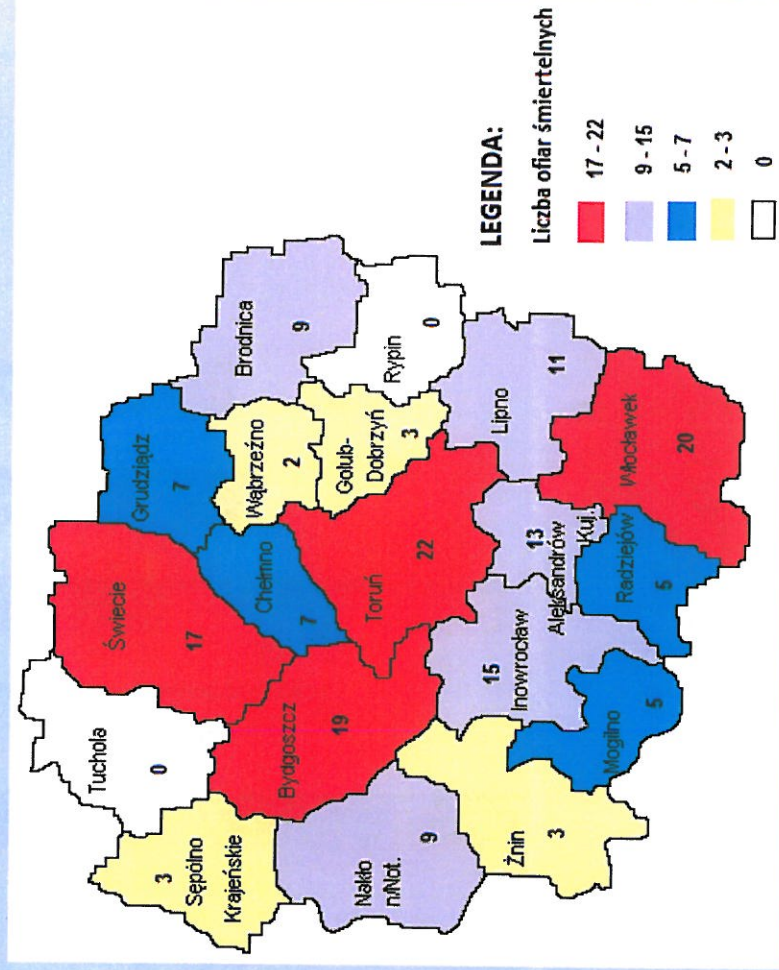 Tuchola
0
Świecie
17
Grudziądz
7
3
Sępólno
Krajeńskie
Chełmno
7
Wąbrzeźno
2
Brodnica
9
Bydgoszcz
19
Golub-
Dobrzyń
3
Rypin
0
Nakło
n/Not.
9
Toruń
22
Lipno
11
Żnin
3
15
Inowrocław
13
Aleksandrów
Kuj.
Włocławek
20
Mogilno
5
Radziejów
5
LEGENDA:
Liczba ofiar śmiertelnych
17 - 22
9 - 15
5 - 7
2 - 3
0